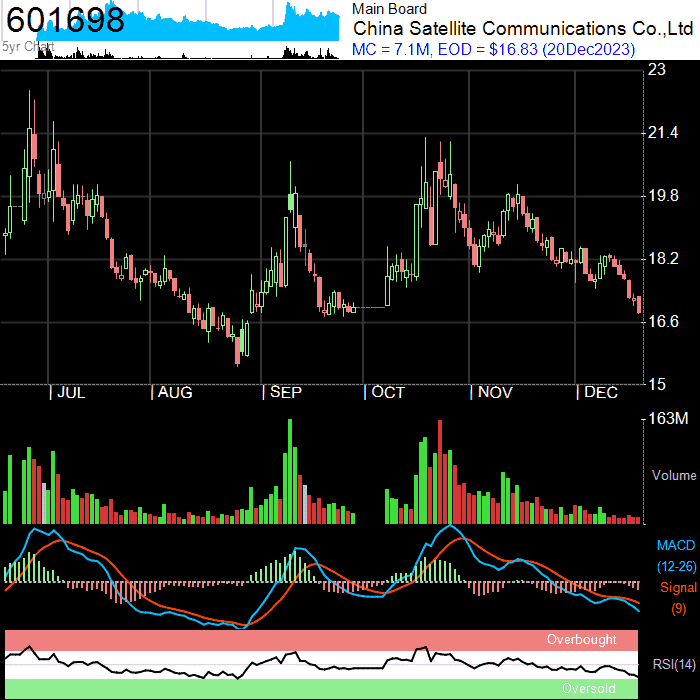 601698
5yr Chart
Main Board
China Satellite Communications Co.,Ltd
MC = 7.1M, EOD = $16.83 (20Dec2023)
23
21.4
19.8
18.2
16.6
15
| JUL | AUG | SEP | OCT | NOV | DEC
163M
Volume
MACD
(12-26)
Signal
(9)
Overbought
RSI(14)
Oversold